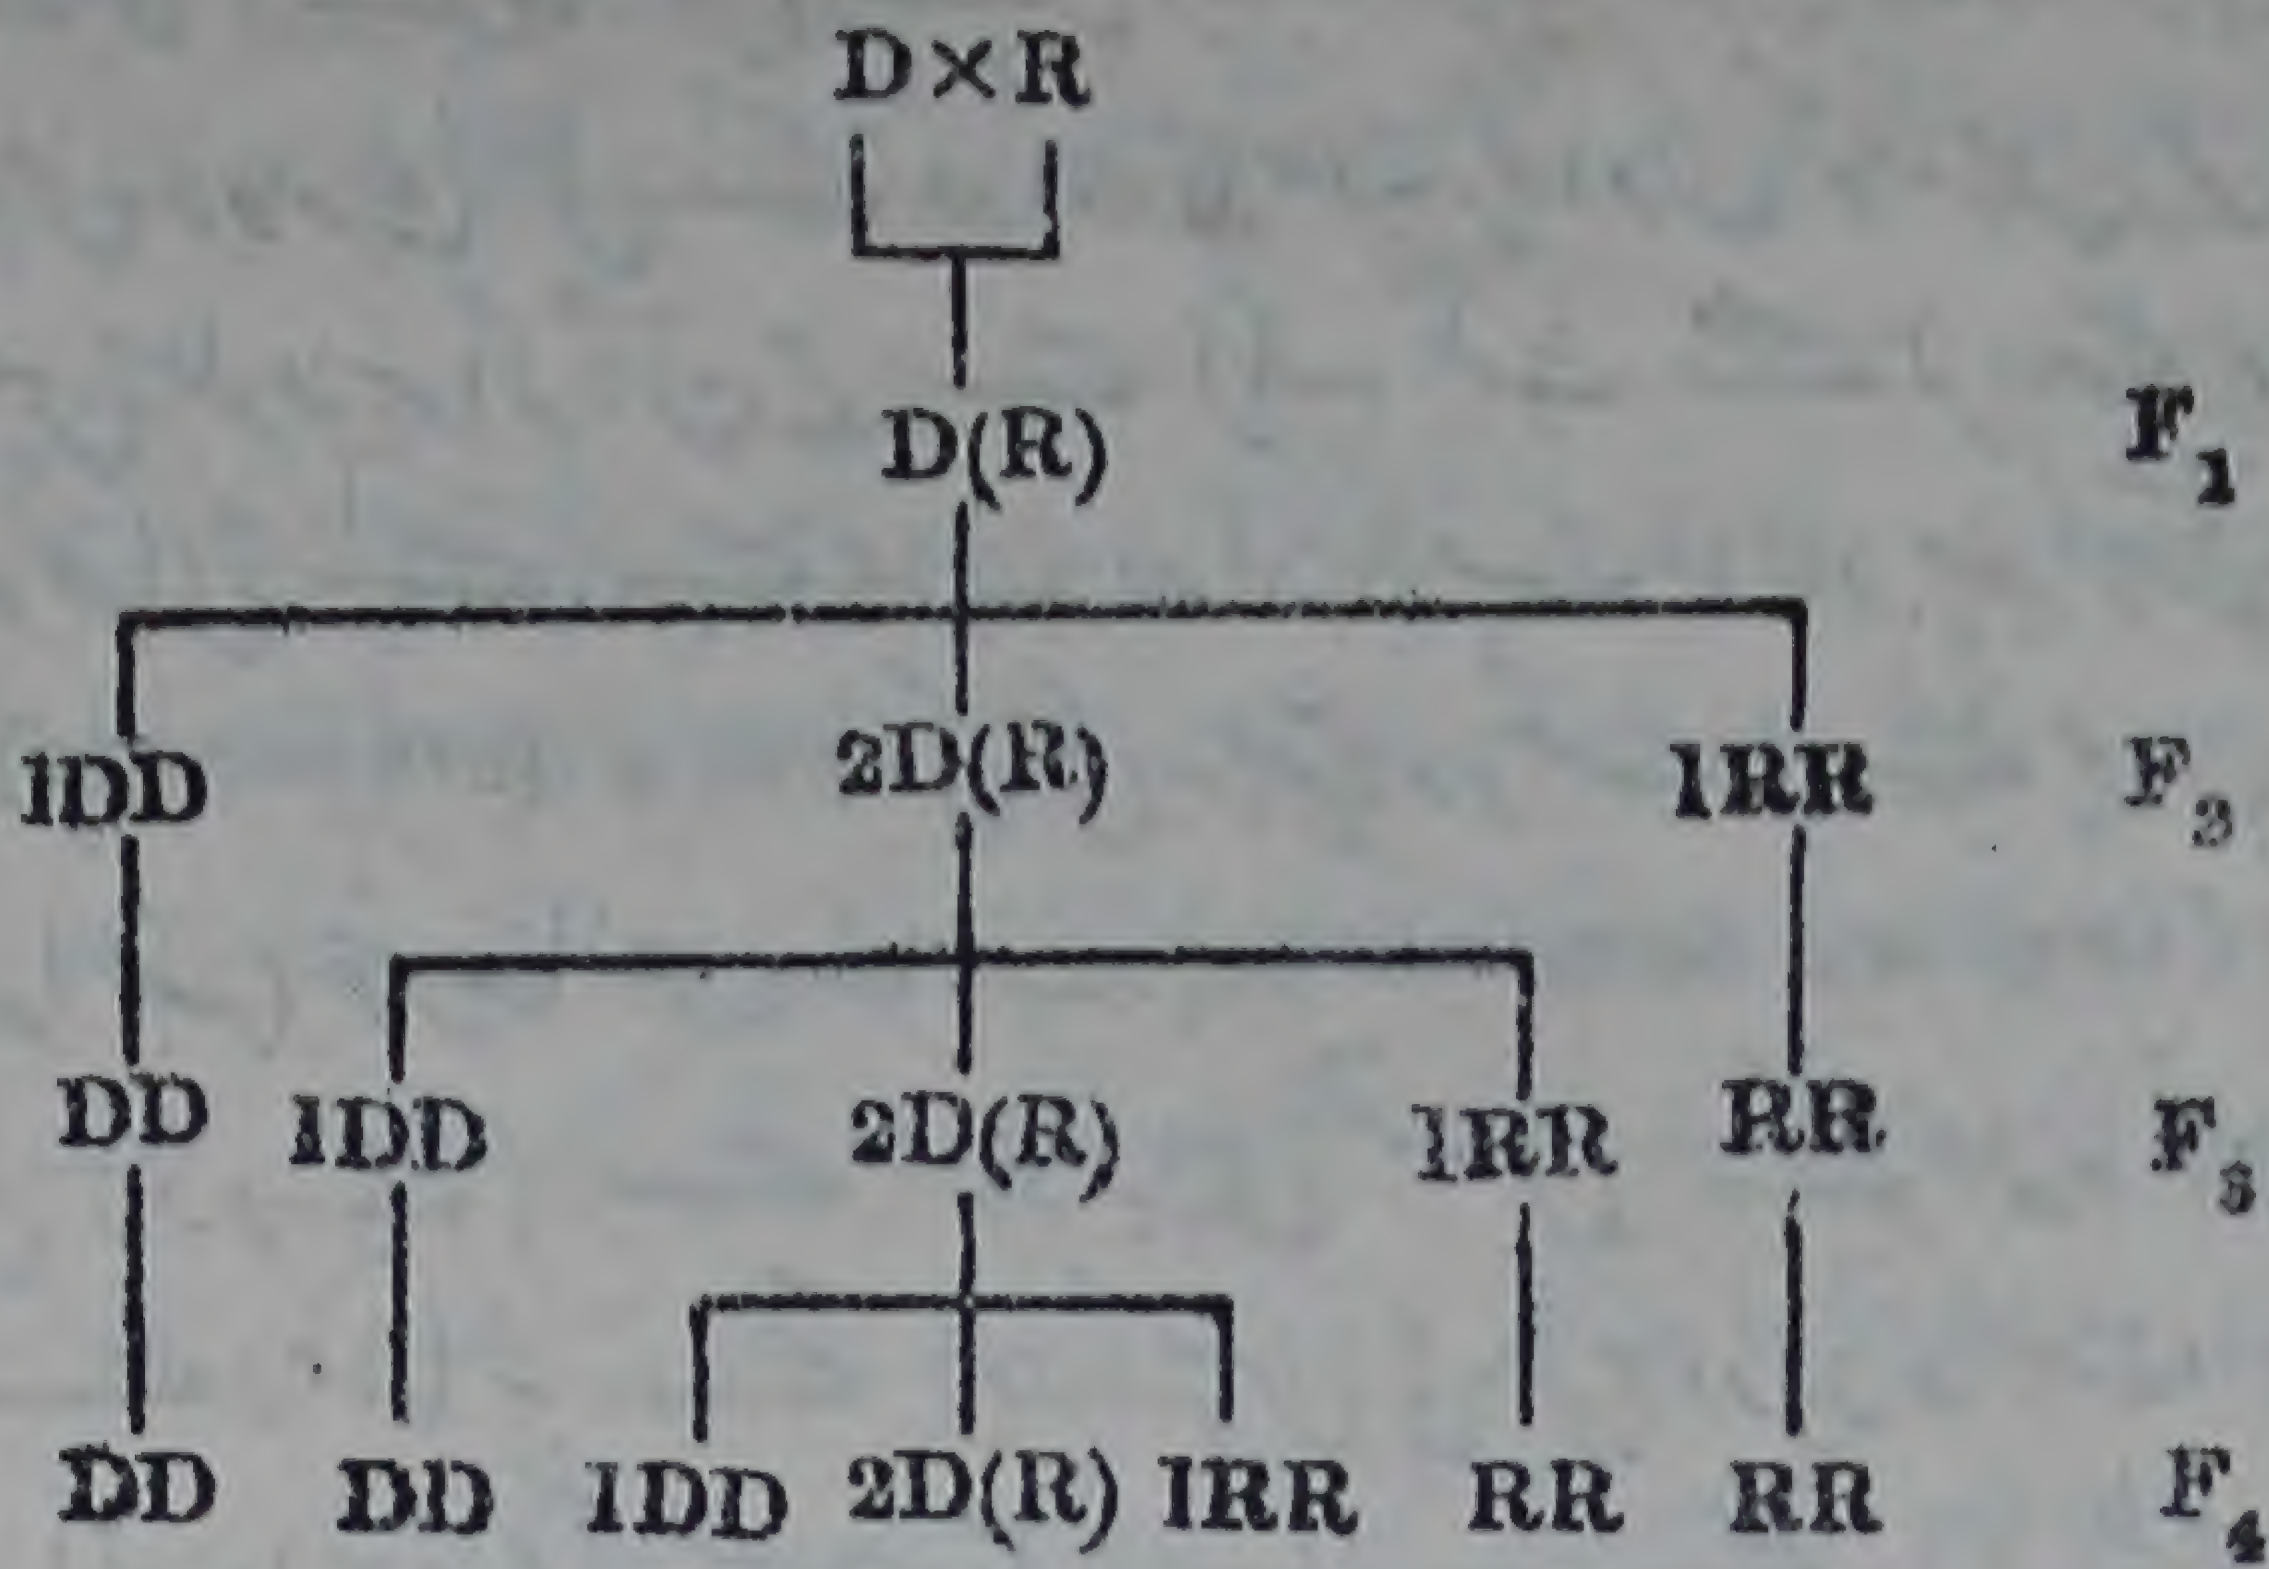 D×R
D(R) F₁
1DD 2D(R) 1RR F₂
DD 1DD 2D(R) 1RR RR F₃
DD DD 1DD 2D(R) 1RR RR RR F₄